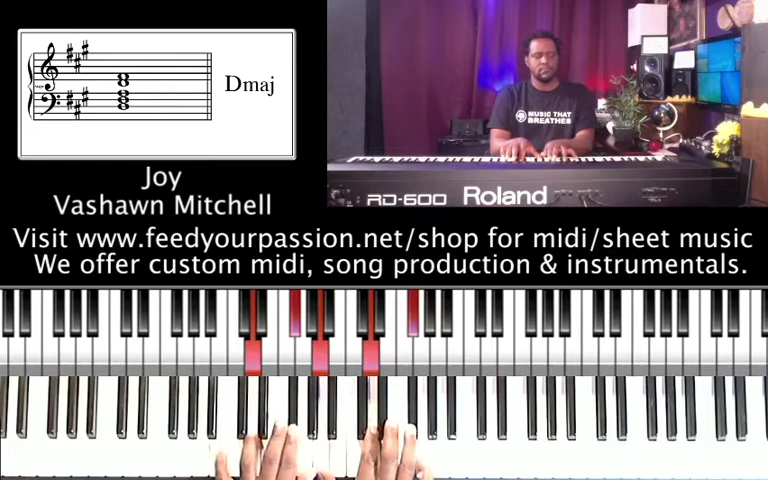 Dmaj
MUSIC THAT
BREATHES
RD-600 Roland
Joy
Vashawn Mitchell
Visit www.feedyourpassion.net/shop for midi/sheet music
We offer custom midi, song production & instrumentals.